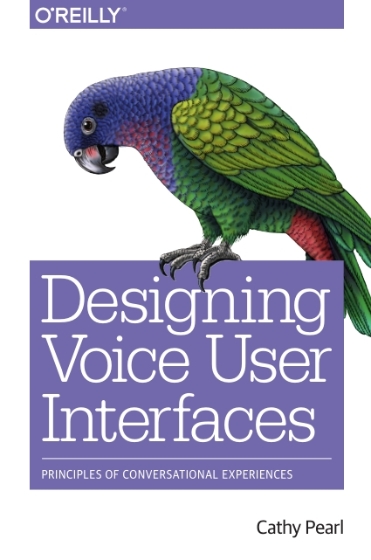 O'REILLY®
Designing
Voice User
Interfaces
PRINCIPLES OF CONVERSATIONAL EXPERIENCES
Cathy Pearl